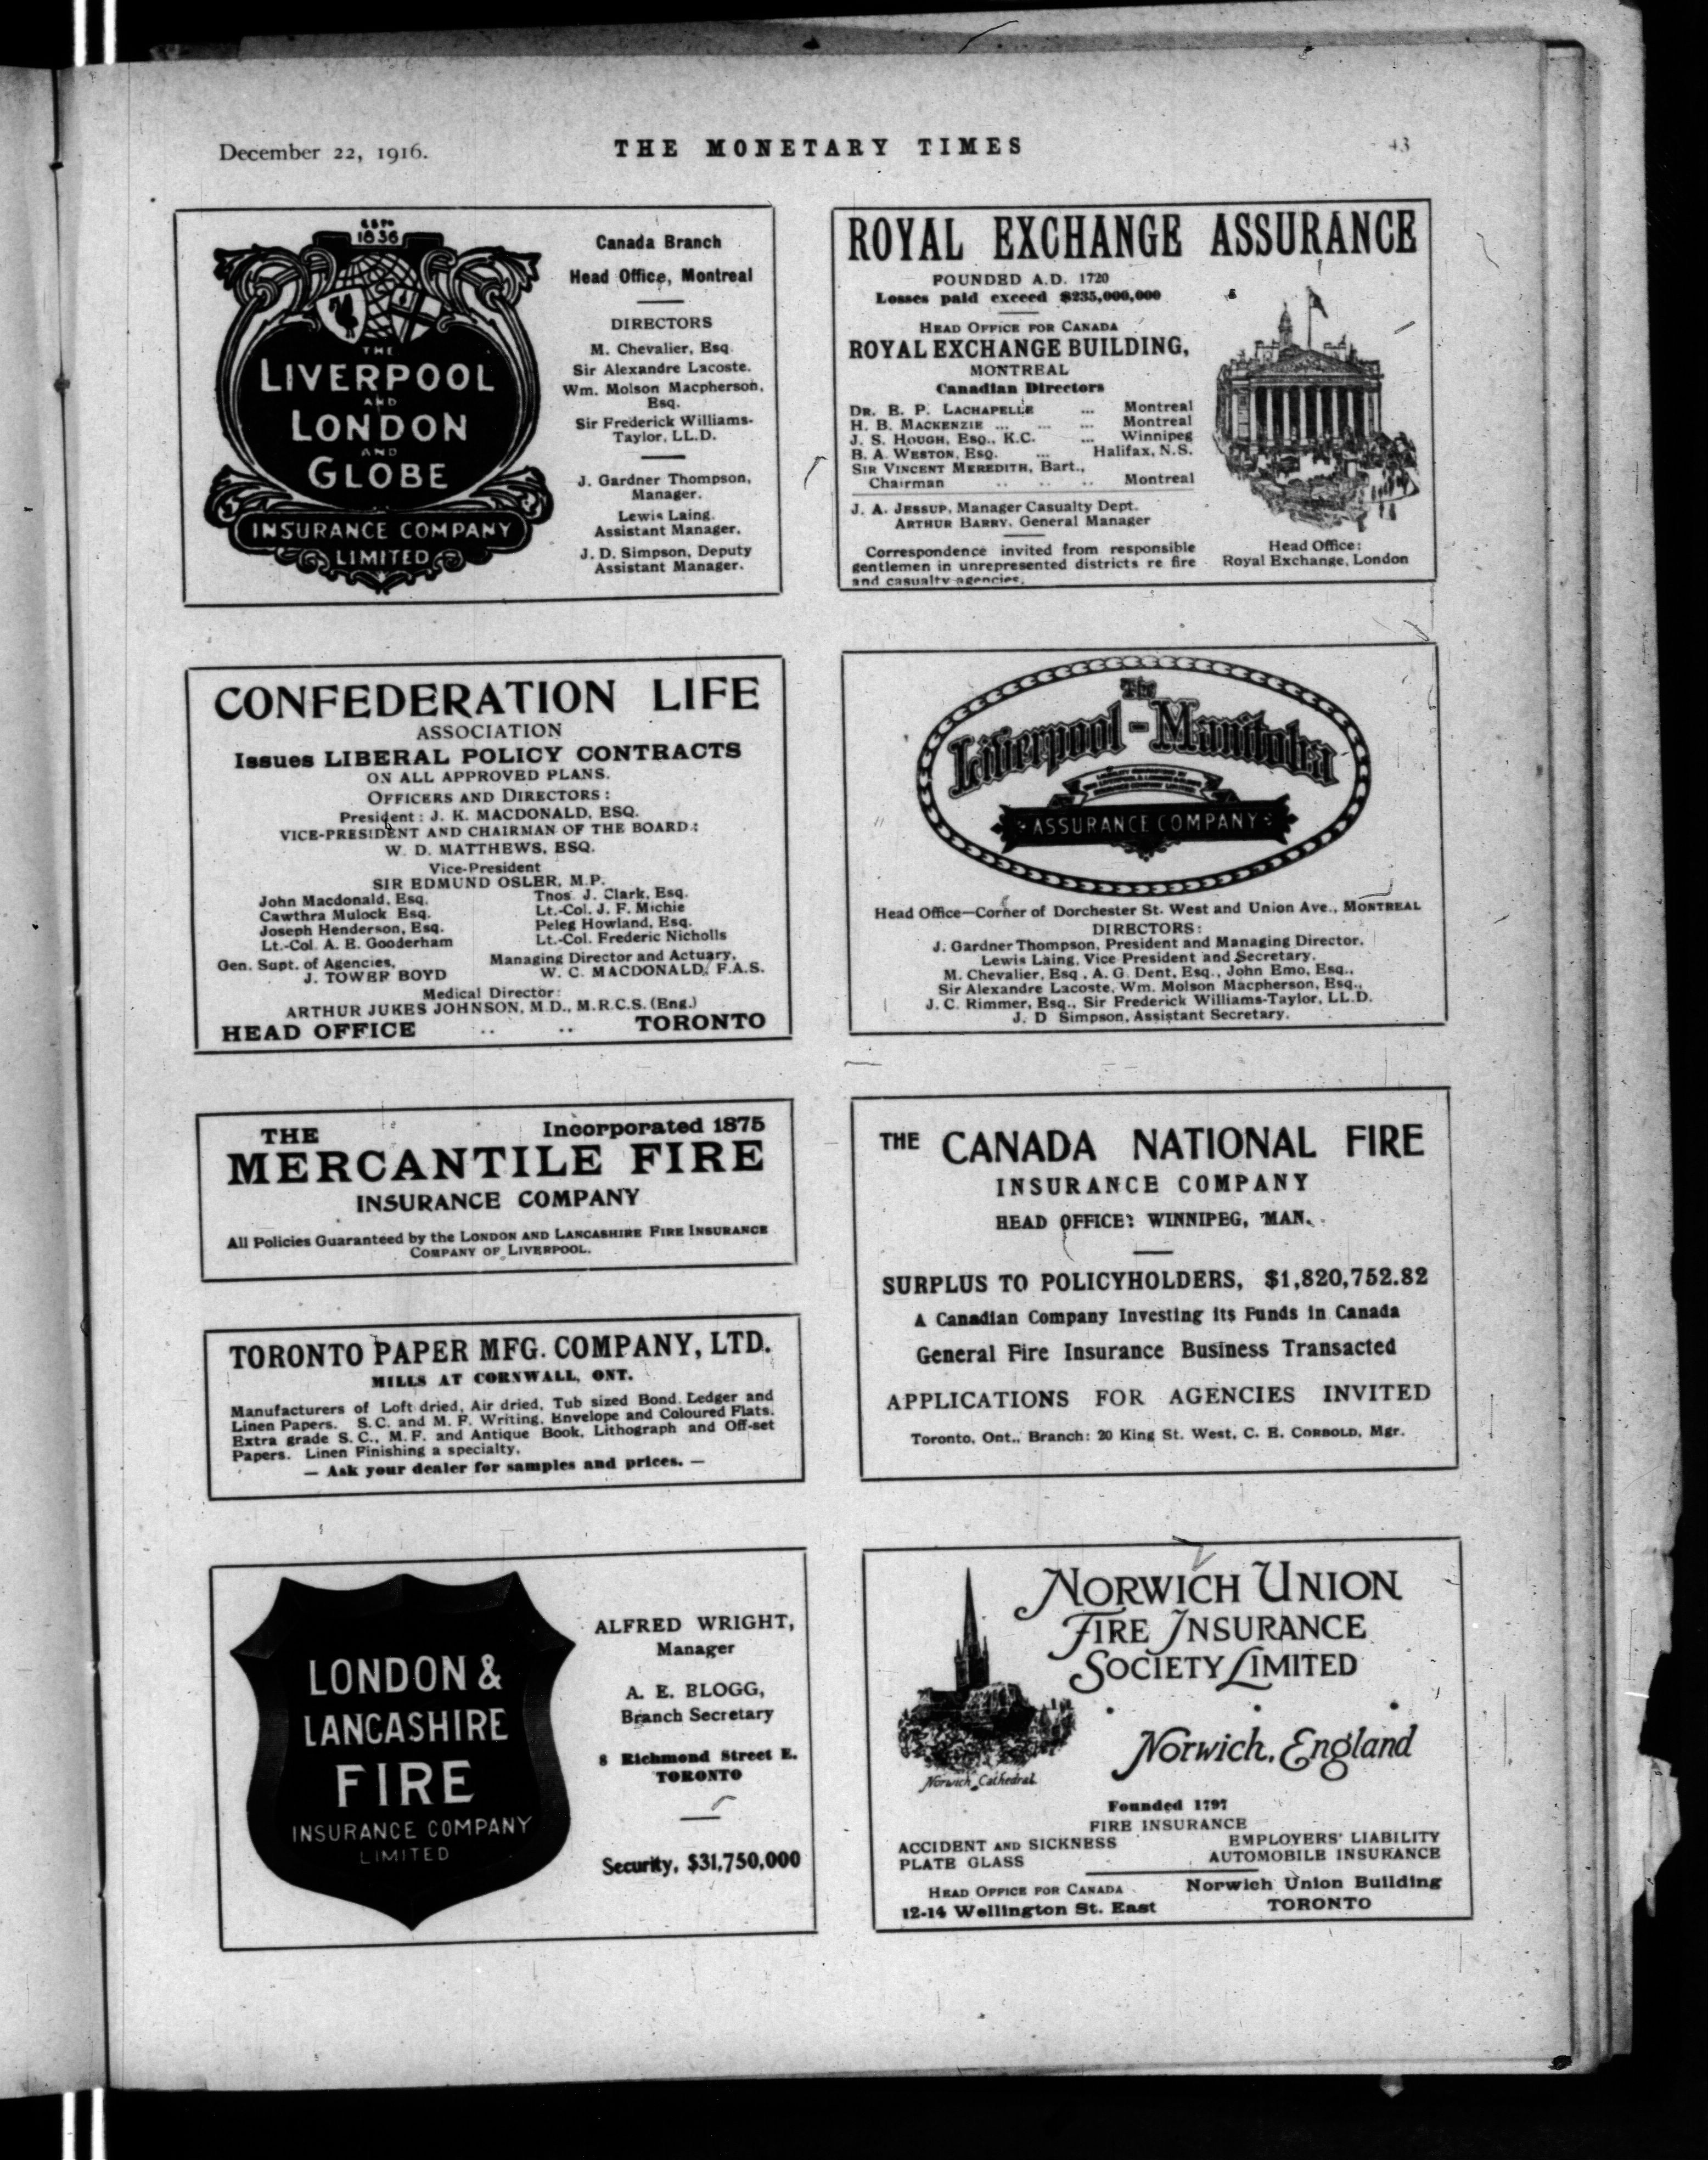 December 22, 1916.
THE MONETARY TIMES
43
ESTD
1836
THE
LIVERPOOL
AND
LONDON
AND
GLOBE
INSURANCE COMPANY
LIMITED
Canada Branch
Head Office, Montreal
DIRECTORS
M. Chevalier, Esq.
Sir Alexandre Lacoste.
Wm. Molson Macpherson,
Esq.
Sir Frederick Williams-
Taylor, LL.D.
J. Gardner Thompson,
Manager.
Lewis Laing.
Assistant Manager.
J. D. Simpson, Deputy
Assistant Manager.
ROYAL EXCHANGE ASSURANCE
FOUNDED A.D. 1720
Losses paid exceed $235,000,000
HEAD OFFICE FOR CANADA
ROYAL EXCHANGE BUILDING,
MONTREAL
Canadian Directors
DR. E. P. LACHAPELLE ... Montreal
H. B. MACKENZIE ... ... ... Montreal
J. S. HOUGH, ESQ., K.C. ... Winnipeg
B. A. WESTON, ESQ. ... Halifax, N.S.
SIR VINCENT MEREDITH, Bart.,
Chairman .. .. .. Montreal
J. A. JESSUP, Manager Casualty Dept.
ARTHUR BARRY, General Manager
Correspondence invited from responsible
gentlemen in unrepresented districts re fire
and casualty agencies.
Head Office:
Royal Exchange, London
CONFEDERATION LIFE
ASSOCIATION
Issues LIBERAL POLICY CONTRACTS
ON ALL APPROVED PLANS.
OFFICERS AND DIRECTORS:
President: J. K. MACDONALD, ESQ.
VICE-PRESIDENT AND CHAIRMAN OF THE BOARD:
W. D. MATTHEWS, ESQ.
Vice-President
SIR EDMUND OSLER, M.P.
John Macdonald, Esq. Thos. J. Clark, Esq.
Cawthra Mulock Esq. Lt.-Col. J. F. Michie
Joseph Henderson, Esq. Peleg Howland, Esq.
Lt.-Col. A. E. Gooderham Lt.-Col. Frederic Nicholls
Gen. Supt. of Agencies, Managing Director and Actuary,
J. TOWER BOYD W. C. MACDONALD, F.A.S.
Medical Director:
ARTHUR JUKES JOHNSON, M.D., M.R.C.S. (Eng.)
HEAD OFFICE .. .. TORONTO
The
Liverpool-Manitoba
ASSURANCE COMPANY
Head Office—Corner of Dorchester St. West and Union Ave., MONTREAL
DIRECTORS:
J. Gardner Thompson, President and Managing Director.
Lewis Laing, Vice President and Secretary.
M. Chevalier, Esq., A. G. Dent, Esq., John Emo, Esq.,
Sir Alexandre Lacoste, Wm. Molson Macpherson, Esq.,
J. C. Rimmer, Esq., Sir Frederick Williams-Taylor, LL.D.
J. D Simpson, Assistant Secretary.
THE Incorporated 1875
MERCANTILE FIRE
INSURANCE COMPANY
All Policies Guaranteed by the LONDON AND LANCASHIRE FIRE INSURANCE
COMPANY OF LIVERPOOL.
THE CANADA NATIONAL FIRE
INSURANCE COMPANY
HEAD OFFICE: WINNIPEG, MAN.
SURPLUS TO POLICYHOLDERS, $1,820,752.82
A Canadian Company Investing its Funds in Canada
General Fire Insurance Business Transacted
APPLICATIONS FOR AGENCIES INVITED
Toronto, Ont., Branch: 20 King St. West, C. E. CORBOLD, Mgr.
TORONTO PAPER MFG. COMPANY, LTD.
MILLS AT CORNWALL, ONT.
Manufacturers of Loft dried, Air dried, Tub sized Bond, Ledger and
Linen Papers. S.C. and M. F. Writing, Envelope and Coloured Flats.
Extra grade S.C., M.F. and Antique Book, Lithograph and Off-set
Papers. Linen Finishing a specialty.
— Ask your dealer for samples and prices. —
LONDON &
LANCASHIRE
FIRE
INSURANCE COMPANY
LIMITED
ALFRED WRIGHT,
Manager
A. E. BLOGG,
Branch Secretary
8 Richmond Street E.
TORONTO
Security, $31,750,000
NORWICH UNION
FIRE INSURANCE
SOCIETY LIMITED
Norwich, England
Norwich Cathedral
Founded 1797
FIRE INSURANCE
ACCIDENT AND SICKNESS EMPLOYERS' LIABILITY
PLATE GLASS AUTOMOBILE INSURANCE
HEAD OFFICE FOR CANADA Norwich Union Building
12-14 Wellington St. East TORONTO